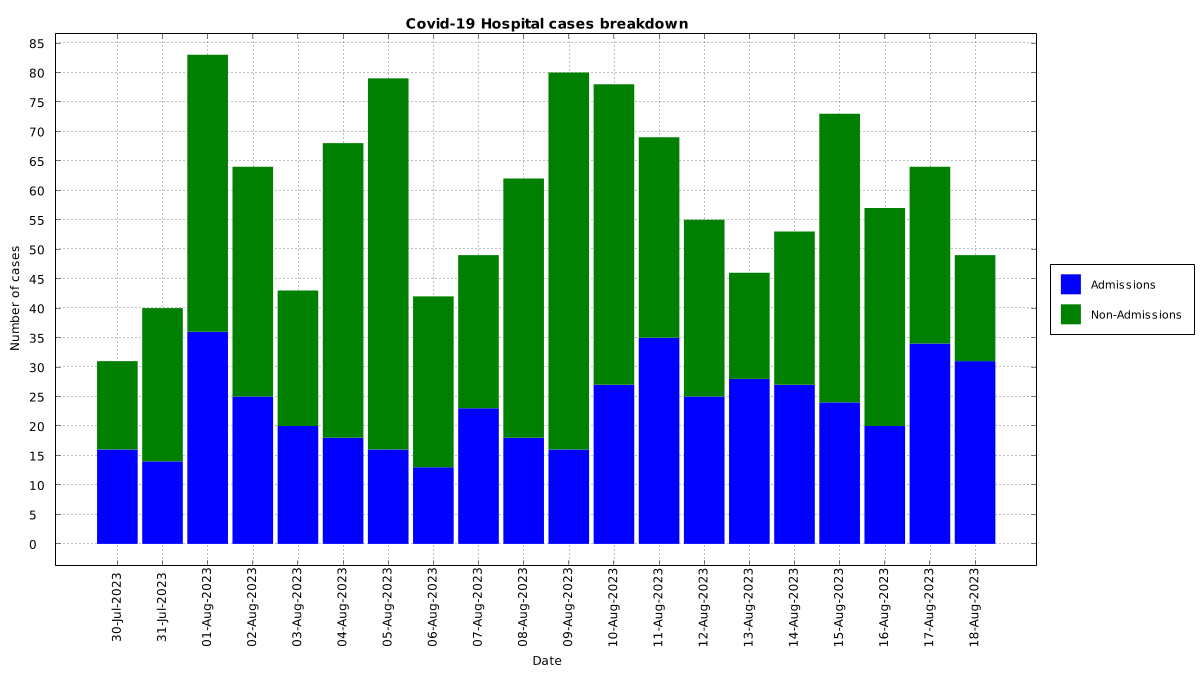 Covid-19 Hospital cases breakdown
85
80
75
70
65
60
55
50
45
40
35
30
25
20
15
10
5
0
Number of cases
30-Jul-2023
31-Jul-2023
01-Aug-2023
02-Aug-2023
03-Aug-2023
04-Aug-2023
05-Aug-2023
06-Aug-2023
07-Aug-2023
08-Aug-2023
09-Aug-2023
10-Aug-2023
11-Aug-2023
12-Aug-2023
13-Aug-2023
14-Aug-2023
15-Aug-2023
16-Aug-2023
17-Aug-2023
18-Aug-2023
Date
Admissions
Non-Admissions